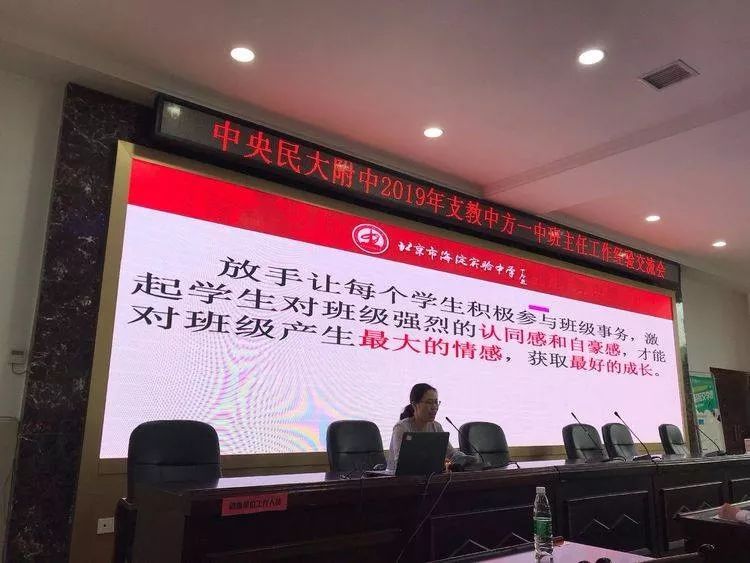 中央民大附中2019年支教中方一中班主任工作经验交流会
北京市海淀实验中学
放手让每个学生积极参与班级事务，激
起学生对班级强烈的认同感和自豪感，才能
对班级产生最大的情感，获取最好的成长。